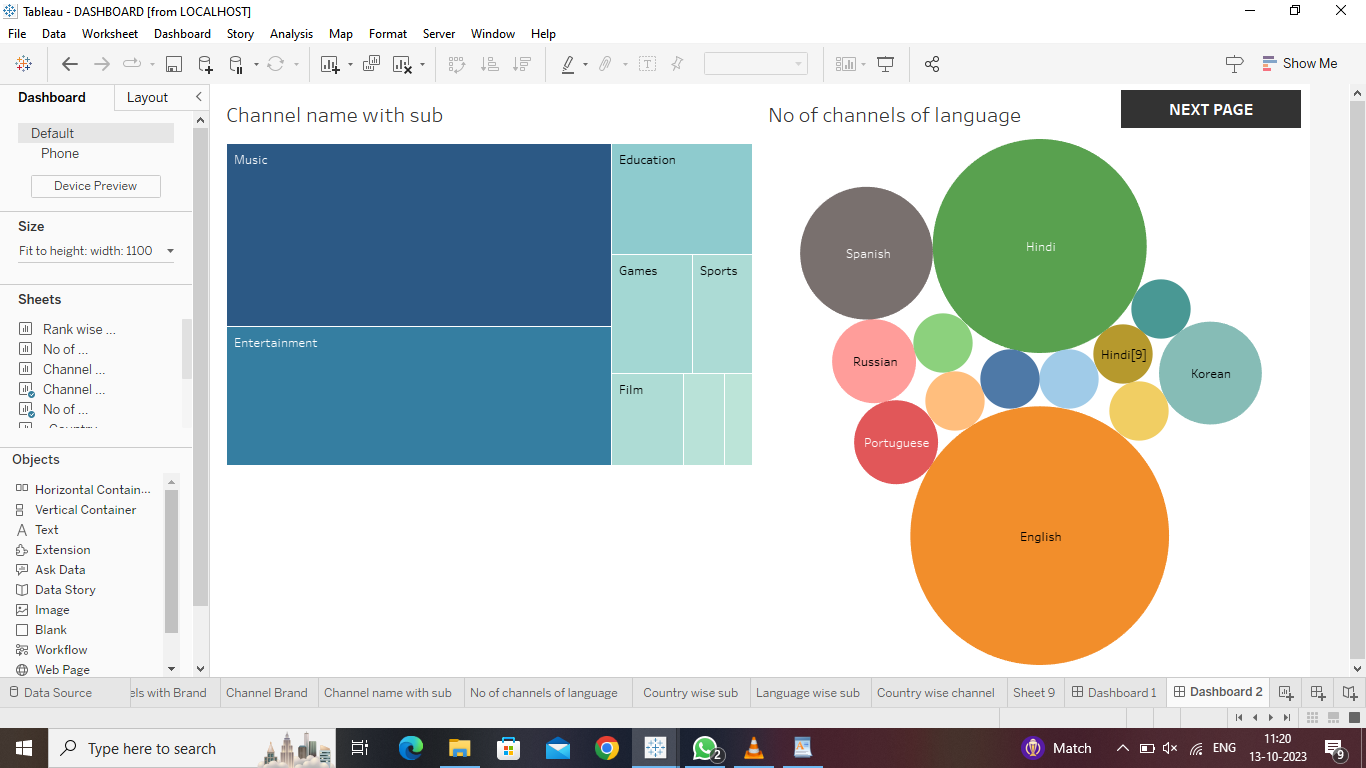 Tableau - DASHBOARD [from LOCALHOST]
File Data Worksheet Dashboard Story Analysis Map Format Server Window Help
Show Me
Dashboard Layout
Default
Phone
Device Preview
Size
Fit to height: width: 1100
Sheets
Rank wise ...
No of ...
Channel ...
Channel ...
No of ...
Country
Objects
Horizontal Contain...
Vertical Container
Text
Extension
Ask Data
Data Story
Image
Blank
Workflow
Web Page
Channel name with sub
Music
Education
Games
Sports
Entertainment
Film
No of channels of language
NEXT PAGE
Spanish
Hindi
Russian
Hindi[9]
Korean
Portuguese
English
Data Source els with Brand Channel Brand Channel name with sub No of channels of language Country wise sub Language wise sub Country wise channel Sheet 9 Dashboard 1 Dashboard 2
Type here to search
2
Match
ENG
11:20
13-10-2023
9